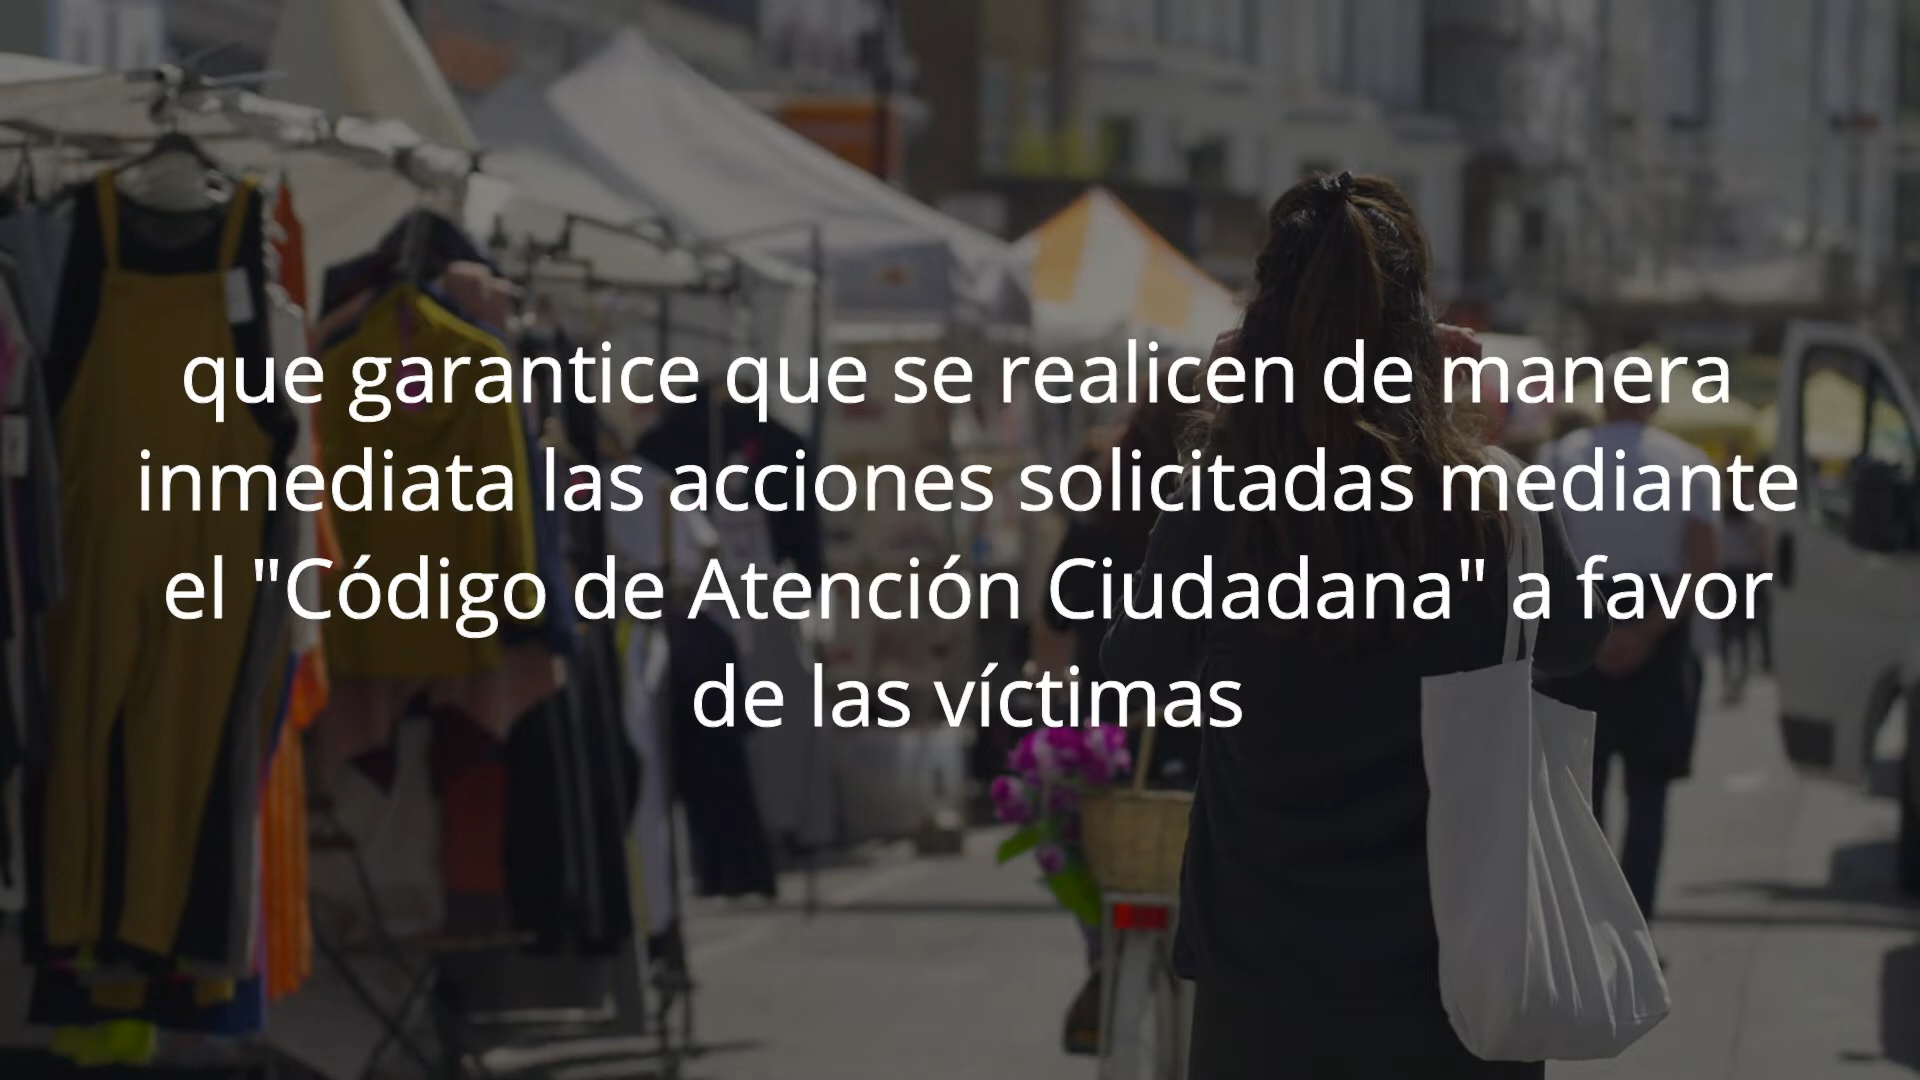 que garantice que se realicen de manera
inmediata las acciones solicitadas mediante
el "Código de Atención Ciudadana" a favor
de las víctimas